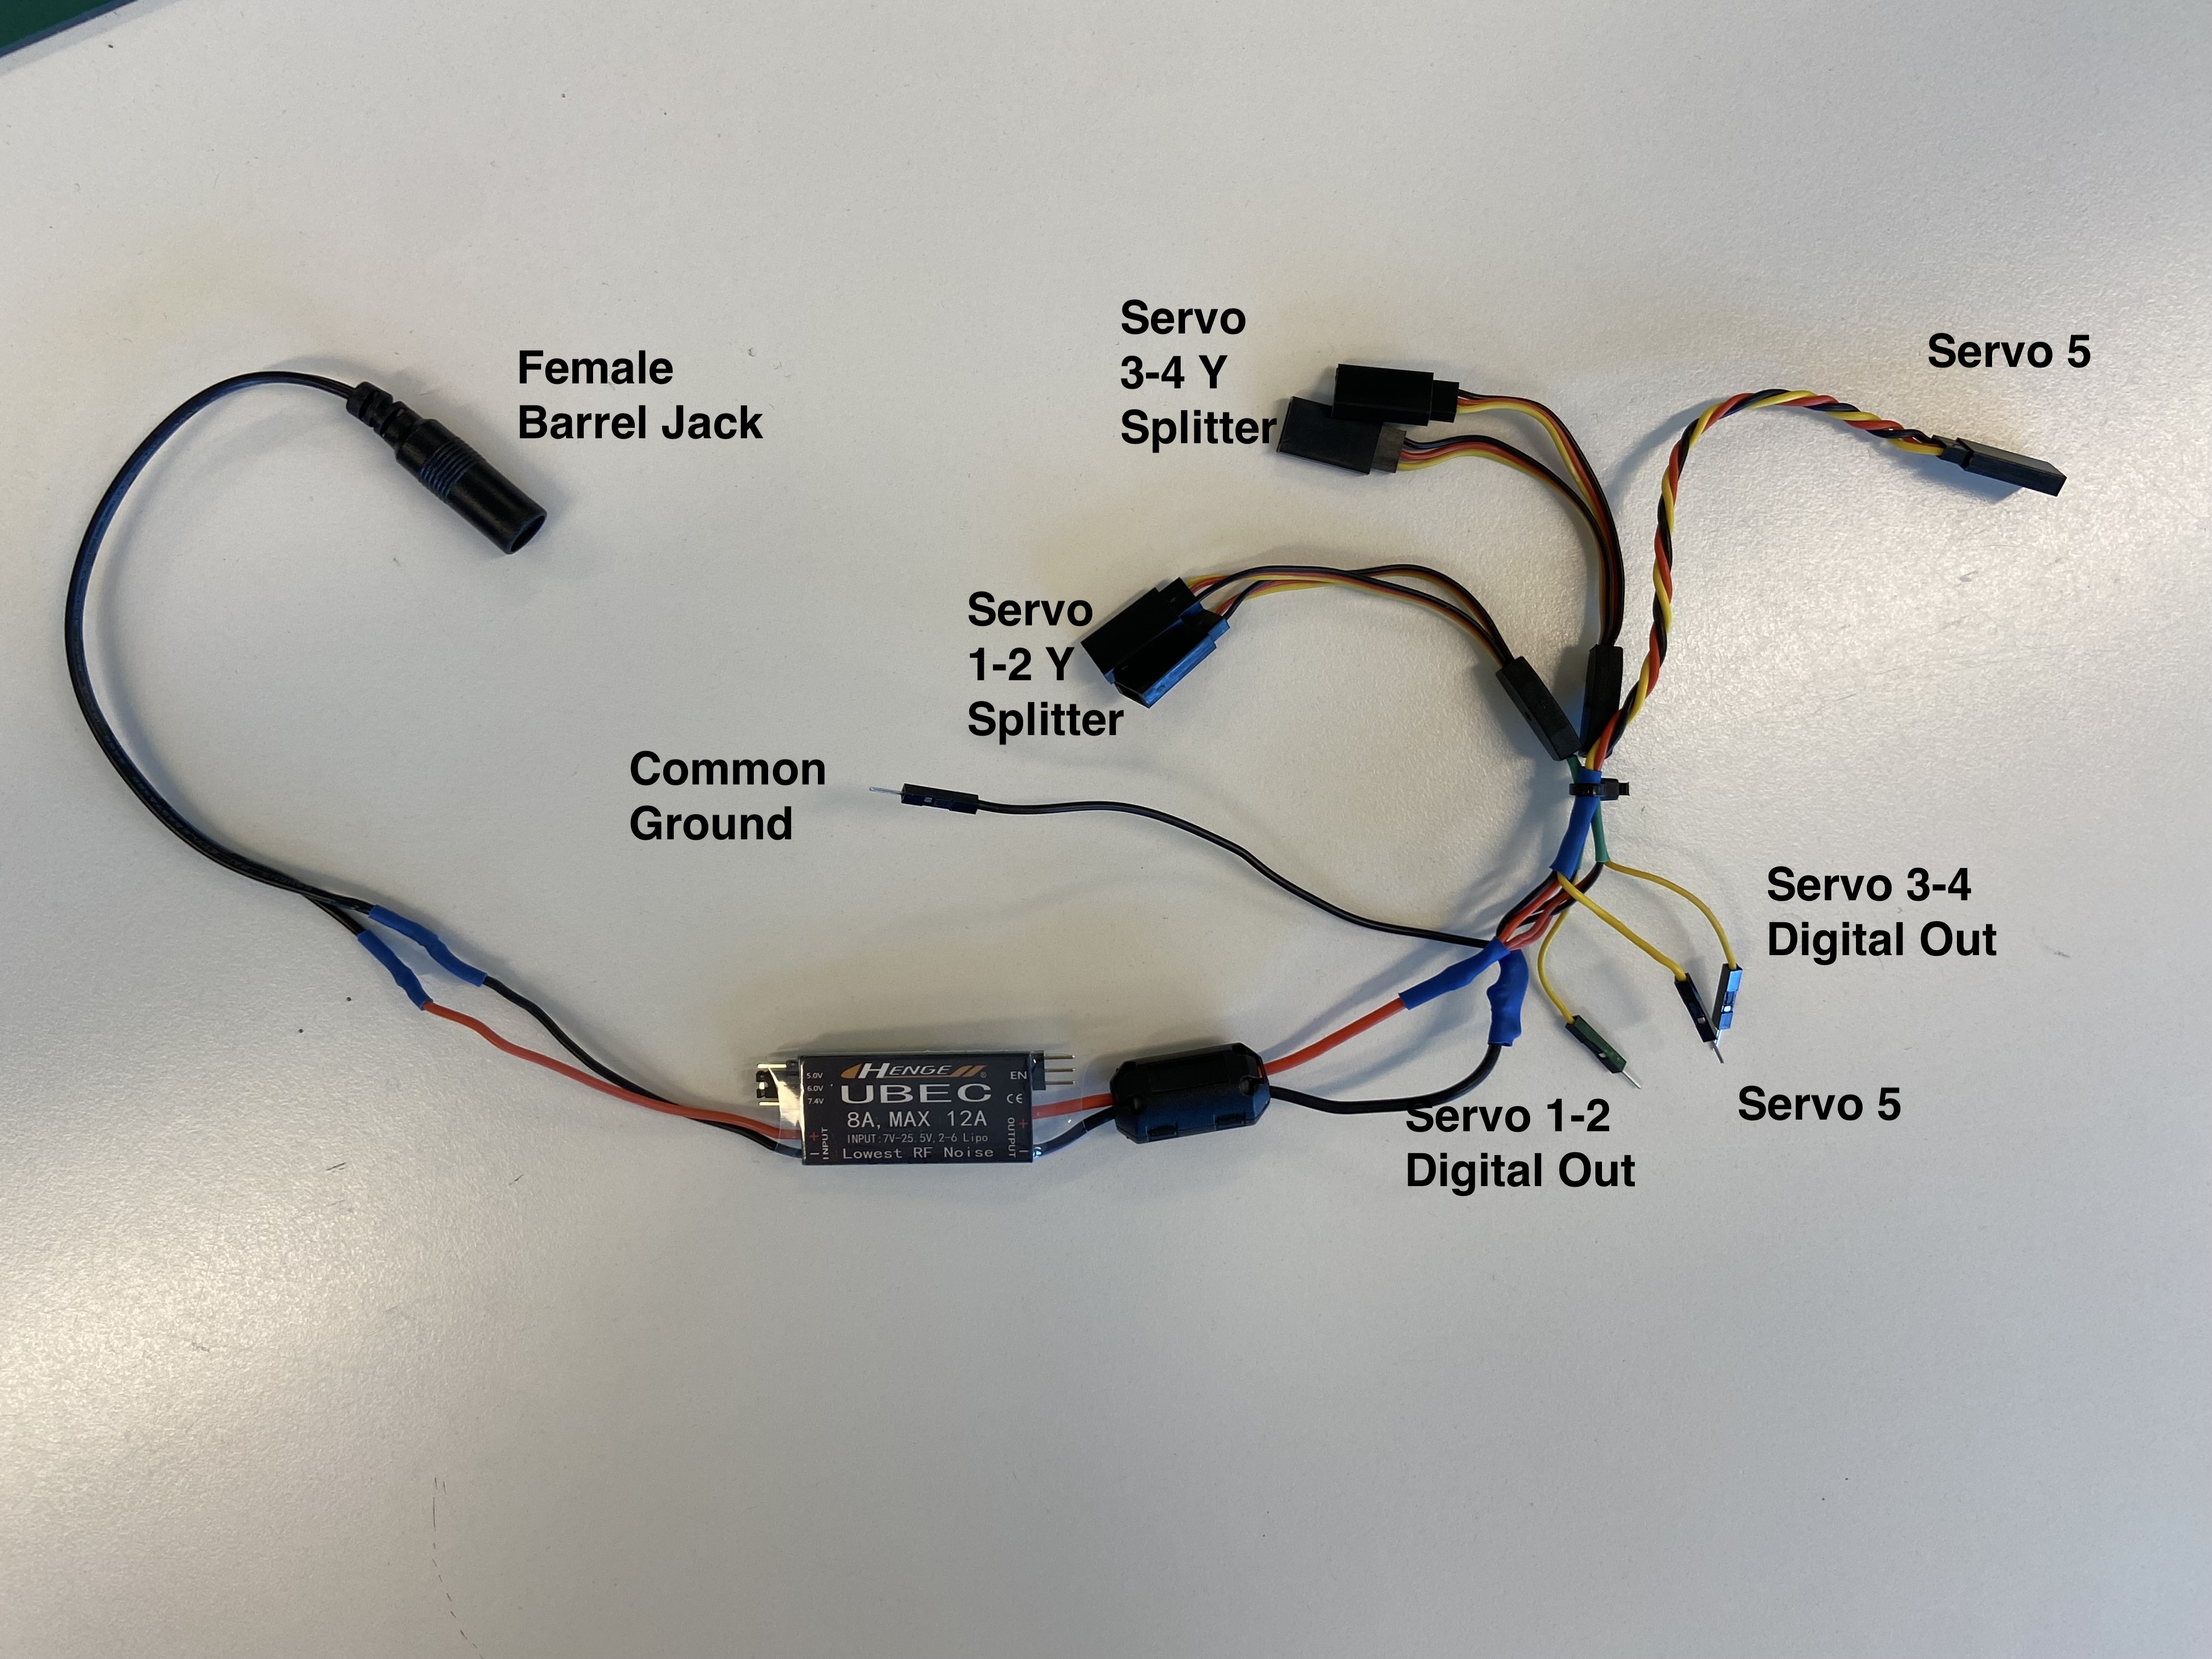 Female
Barrel Jack
Servo
3-4 Y
Splitter
Servo 5
Servo
1-2 Y
Splitter
Common
Ground
Servo 3-4
Digital Out
Servo 5
Servo 1-2
Digital Out
HENGE ®
UBEC
8A, MAX 12A
INPUT:7V-25.5V, 2-6 Lipo
Lowest RF Noise
5.0V
6.0V
7.4V
+
−
INPUT
EN
CE
OUTPUT
+
−